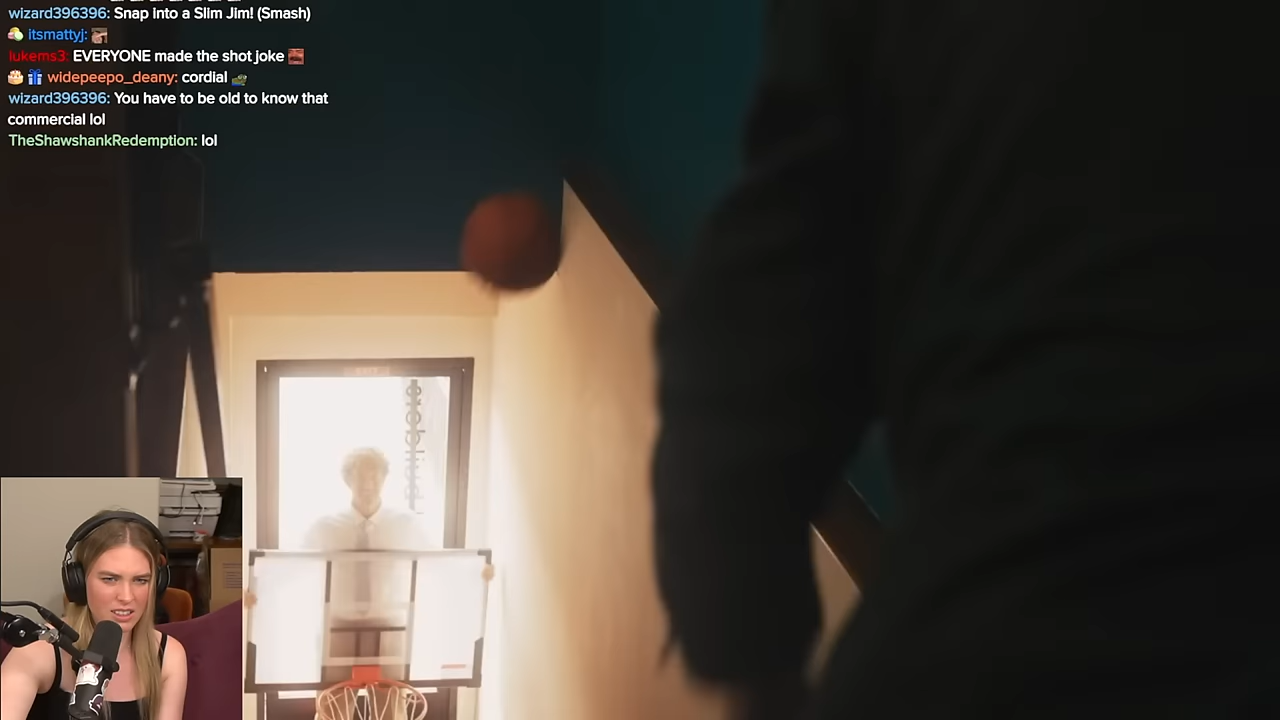 wizard396396: Snap into a Slim Jim! (Smash)
itsmattyj:
lukems3: EVERYONE made the shot joke
widepeepo_deany: cordial
wizard396396: You have to be old to know that
commercial lol
TheShawshankRedemption: lol